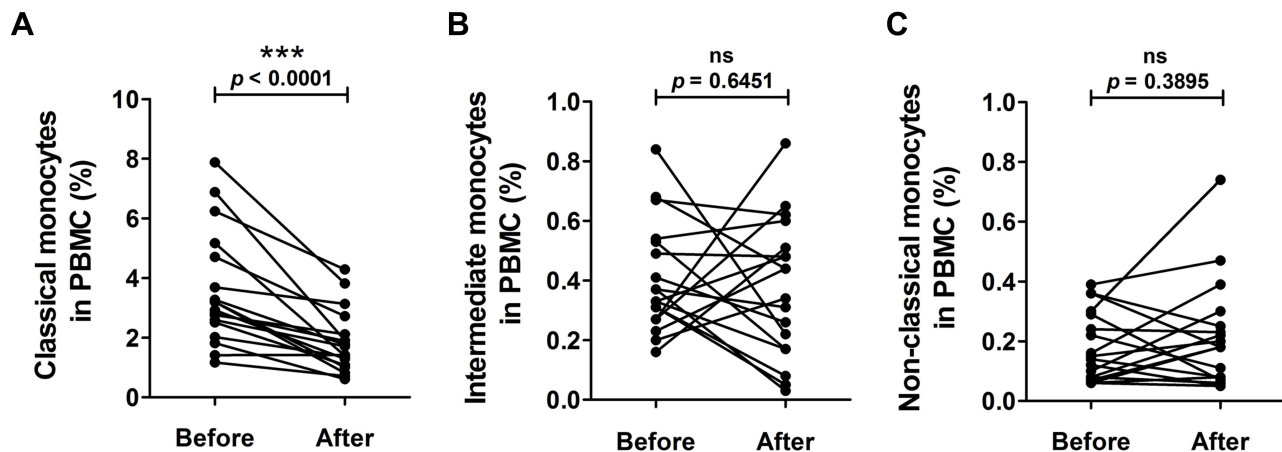 A
***
p < 0.0001
Classical monocytes
in PBMC (%)
10
8
6
4
2
0
Before
After
B
ns
p = 0.6451
Intermediate monocytes
in PBMC (%)
1.0
0.8
0.6
0.4
0.2
0.0
Before
After
C
ns
p = 0.3895
Non-classical monocytes
in PBMC (%)
1.0
0.8
0.6
0.4
0.2
0.0
Before
After